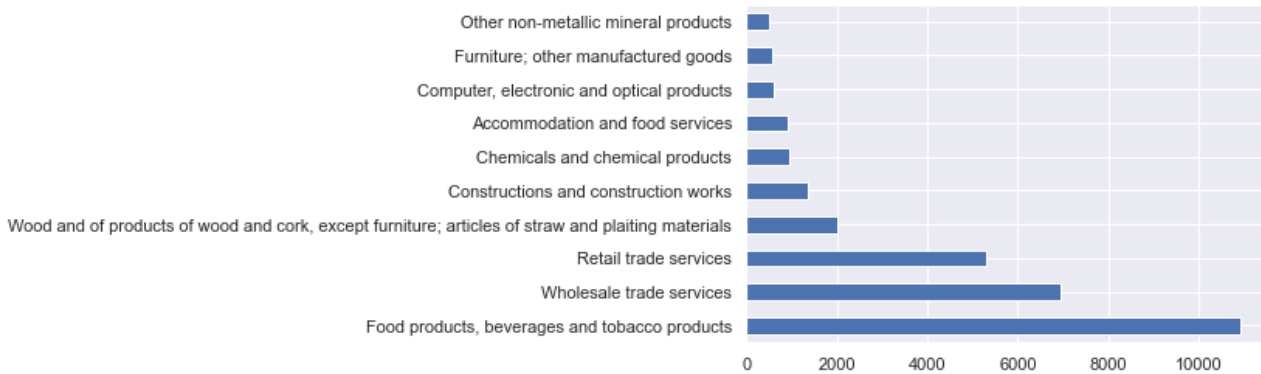 Other non-metallic mineral products
Furniture; other manufactured goods
Computer, electronic and optical products
Accommodation and food services
Chemicals and chemical products
Constructions and construction works
Wood and of products of wood and cork, except furniture; articles of straw and plaiting materials
Retail trade services
Wholesale trade services
Food products, beverages and tobacco products
0 2000 4000 6000 8000 10000